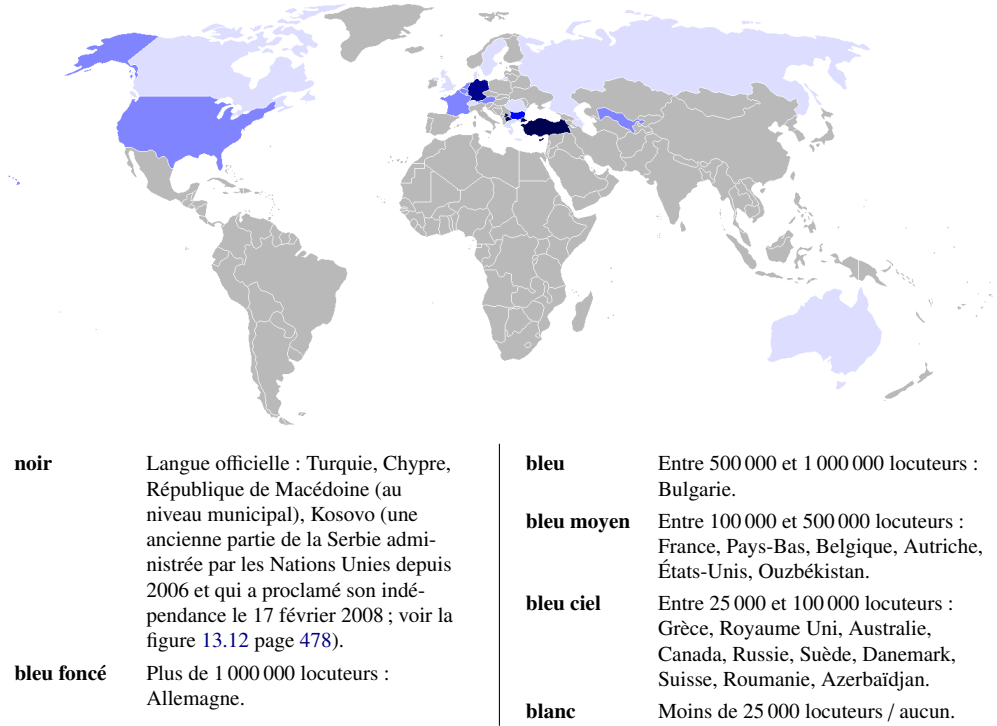 noir Langue officielle : Turquie, Chypre,
République de Macédoine (au
niveau municipal), Kosovo (une
ancienne partie de la Serbie admi-
nistrée par les Nations Unies depuis
2006 et qui a proclamé son indé-
pendance le 17 février 2008 ; voir la
figure 13.12 page 478).
bleu foncé Plus de 1 000 000 locuteurs :
Allemagne.
bleu Entre 500 000 et 1 000 000 locuteurs :
Bulgarie.
bleu moyen Entre 100 000 et 500 000 locuteurs :
France, Pays-Bas, Belgique, Autriche,
États-Unis, Ouzbékistan.
bleu ciel Entre 25 000 et 100 000 locuteurs :
Grèce, Royaume Uni, Australie,
Canada, Russie, Suède, Danemark,
Suisse, Roumanie, Azerbaïdjan.
blanc Moins de 25 000 locuteurs / aucun.